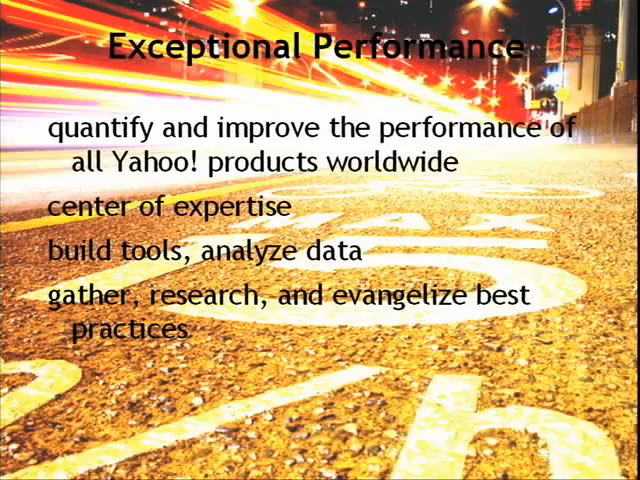 Exceptional Performance
quantify and improve the performance of
all Yahoo! products worldwide
center of expertise
build tools, analyze data
gather, research, and evangelize best
practices
MAX